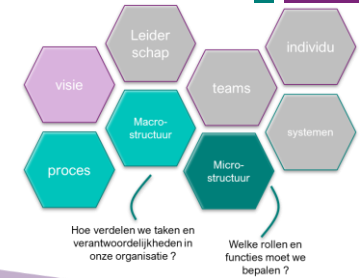 Leider
schap
individu
visie
teams
Macro-
structuur
systemen
proces
Micro-
structuur
Hoe verdelen we taken en
verantwoordelijkheden in
onze organisatie ?
Welke rollen en
functies moet we
bepalen ?